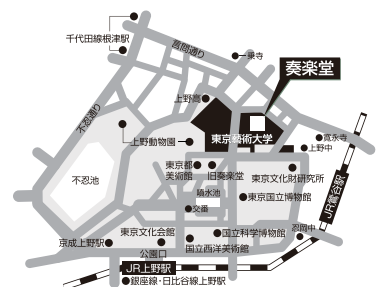 千代田線根津駅
言問通り
一乗寺
奏楽堂
不忍通り
上野高
東京藝術大学
寛永寺
上野中
上野動物園
東京都
美術館
旧奏楽堂
東京文化財研究所
不忍池
噴水池
東京国立博物館
JR鶯谷駅
交番
東京文化会館
国立科学博物館
忍岡中
京成上野駅
公園口
国立西洋美術館
JR上野駅
銀座線・日比谷線上野駅